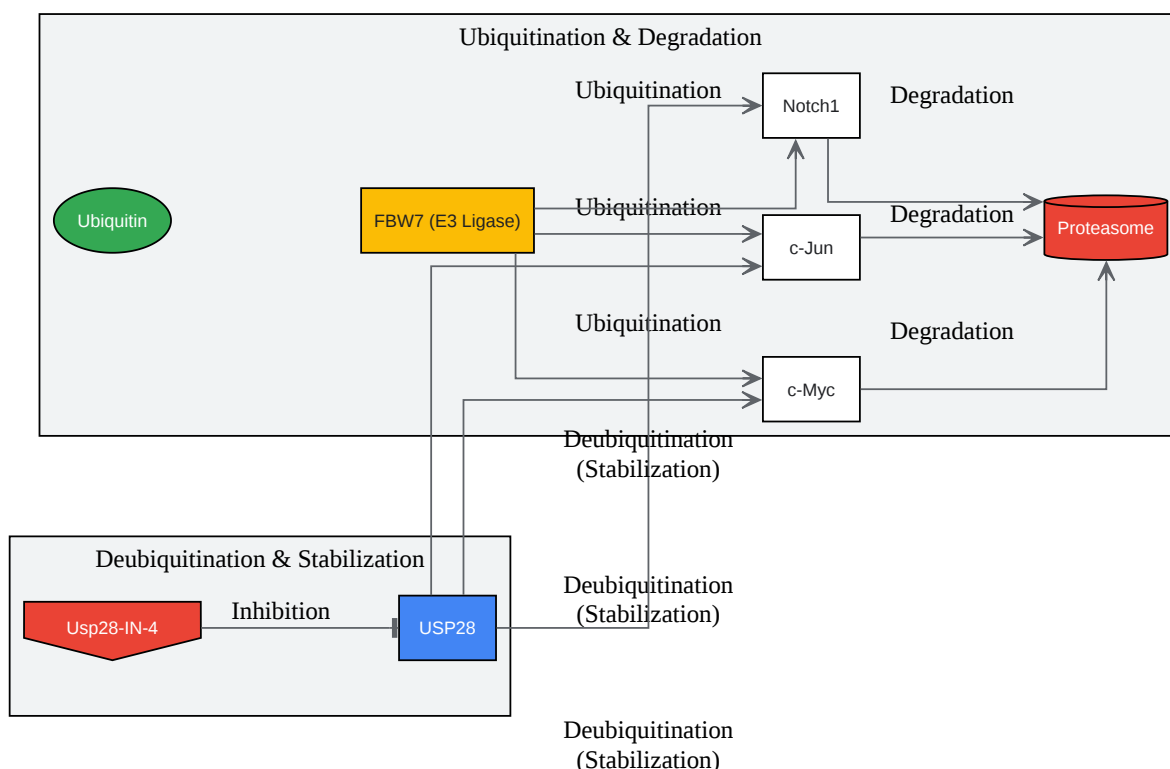 Ubiquitination & Degradation
Ubiquitination
Notch1
Degradation
Ubiquitin
FBW7 (E3 Ligase)
Ubiquitination
c-Jun
Degradation
Proteasome
Ubiquitination
c-Myc
Degradation
Deubiquitination
(Stabilization)
Deubiquitination & Stabilization
Usp28-IN-4
Inhibition
USP28
Deubiquitination
(Stabilization)
Deubiquitination
(Stabilization)